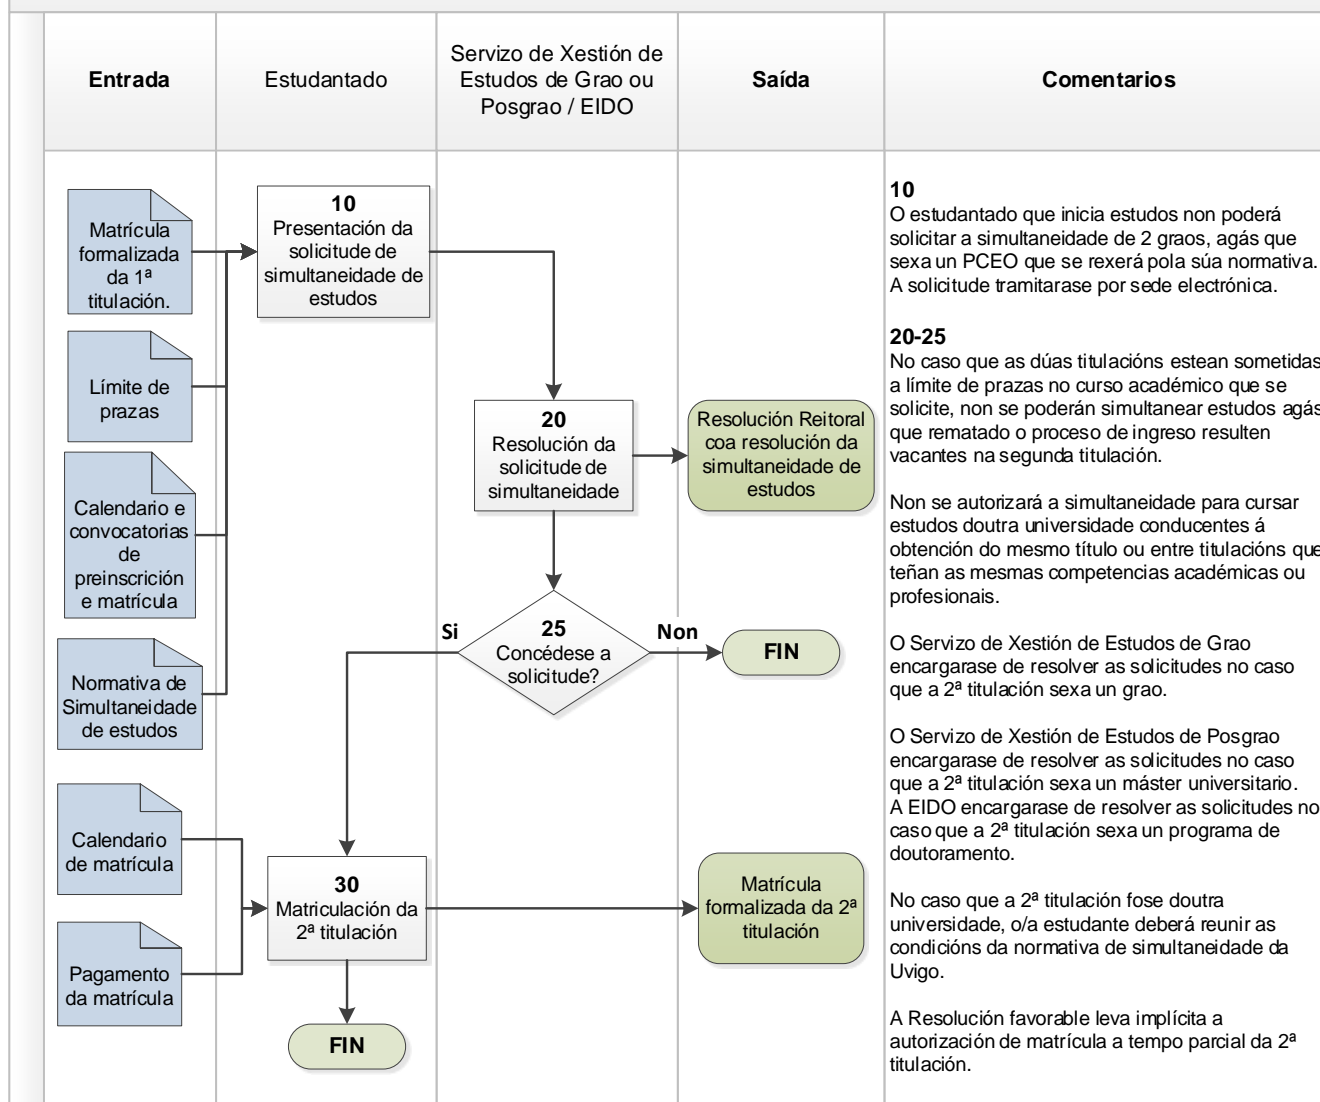 Entrada
Estudantado
Servizo de Xestión de
Estudos de Grao ou
Posgrao / EIDO
Saída
Comentarios
Matrícula
formalizada
da 1ª
titulación.
Límite de
prazas
Calendario e
convocatorias
de
preinscrición
e matrícula
Normativa de
Simultaneidade
de estudos
Calendario
de matrícula
Pagamento
da matrícula
10
Presentación da
solicitude de
simultaneidade de
estudos
20
Resolución da
solicitude de
simultaneidade
Resolución Reitoral
coa resolución da
simultaneidade de
estudos
25
Concédese a
solicitude?
Si
Non
FIN
30
Matriculación da
2ª titulación
Matrícula
formalizada da 2ª
titulación
FIN
10
O estudantado que inicia estudos non poderá
solicitar a simultaneidade de 2 graos, agás que
sexa un PCEO que se rexerá pola súa normativa.
A solicitude tramitarase por sede electrónica.
20-25
No caso que as dúas titulacións estean sometidas
a límite de prazas no curso académico que se
solicite, non se poderán simultanear estudos agás
que rematado o proceso de ingreso resulten
vacantes na segunda titulación.
Non se autorizará a simultaneidade para cursar
estudos doutra universidade conducentes á
obtención do mesmo título ou entre titulacións que
teñan as mesmas competencias académicas ou
profesionais.
O Servizo de Xestión de Estudos de Grao
encargarase de resolver as solicitudes no caso
que a 2ª titulación sexa un grao.
O Servizo de Xestión de Estudos de Posgrao
encargarase de resolver as solicitudes no caso
que a 2ª titulación sexa un máster universitario.
A EIDO encargarase de resolver as solicitudes no
caso que a 2ª titulación sexa un programa de
doutoramento.
No caso que a 2ª titulación fose doutra
universidade, o/a estudante deberá reunir as
condicións da normativa de simultaneidade da
Uvigo.
A Resolución favorable leva implícita a
autorización de matrícula a tempo parcial da 2ª
titulación.